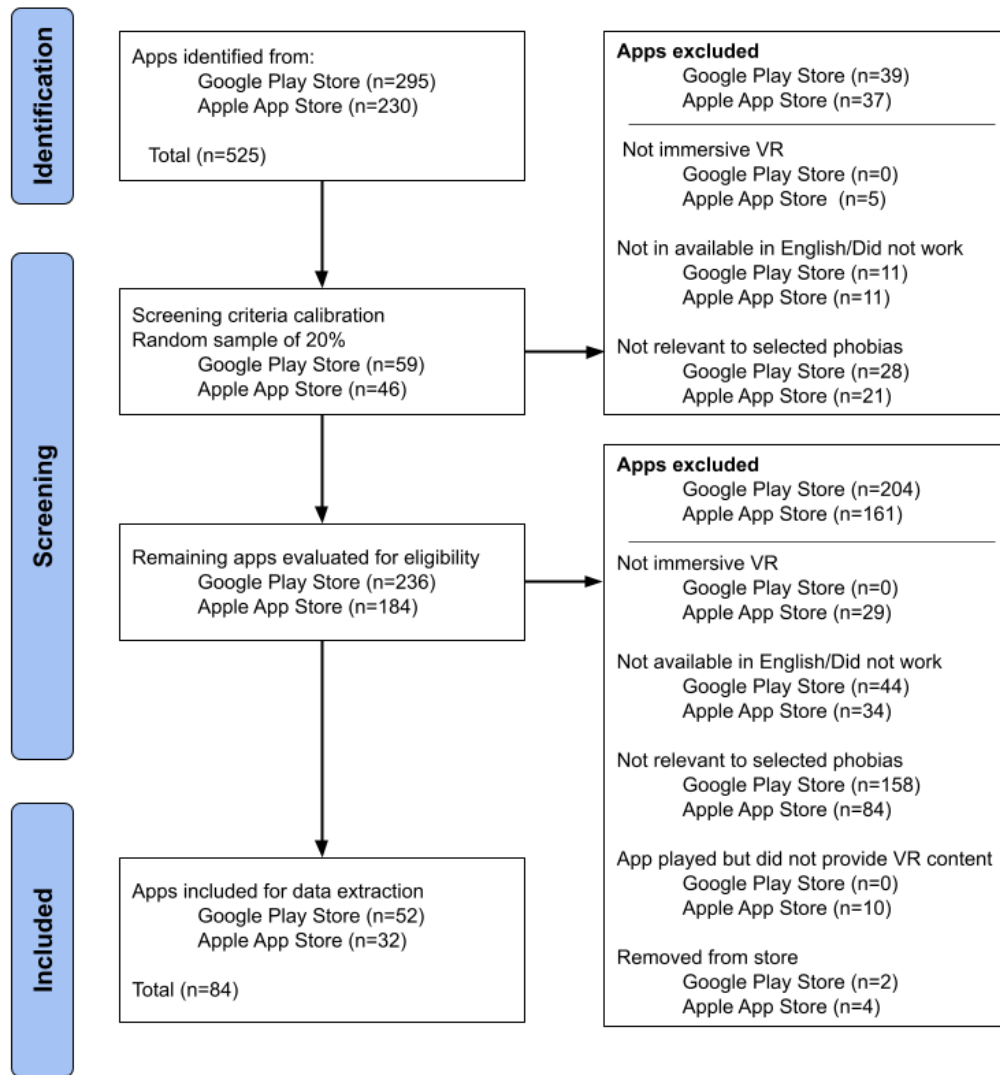 Identification
Apps identified from:
Google Play Store (n=295)
Apple App Store (n=230)
Total (n=525)
Apps excluded
Google Play Store (n=39)
Apple App Store (n=37)
Not immersive VR
Google Play Store (n=0)
Apple App Store (n=5)
Not in available in English/Did not work
Google Play Store (n=11)
Apple App Store (n=11)
Not relevant to selected phobias
Google Play Store (n=28)
Apple App Store (n=21)
Screening
Screening criteria calibration
Random sample of 20%
Google Play Store (n=59)
Apple App Store (n=46)
Remaining apps evaluated for eligibility
Google Play Store (n=236)
Apple App Store (n=184)
Apps excluded
Google Play Store (n=204)
Apple App Store (n=161)
Not immersive VR
Google Play Store (n=0)
Apple App Store (n=29)
Not available in English/Did not work
Google Play Store (n=44)
Apple App Store (n=34)
Not relevant to selected phobias
Google Play Store (n=158)
Apple App Store (n=84)
App played but did not provide VR content
Google Play Store (n=0)
Apple App Store (n=10)
Removed from store
Google Play Store (n=2)
Apple App Store (n=4)
Included
Apps included for data extraction
Google Play Store (n=52)
Apple App Store (n=32)
Total (n=84)